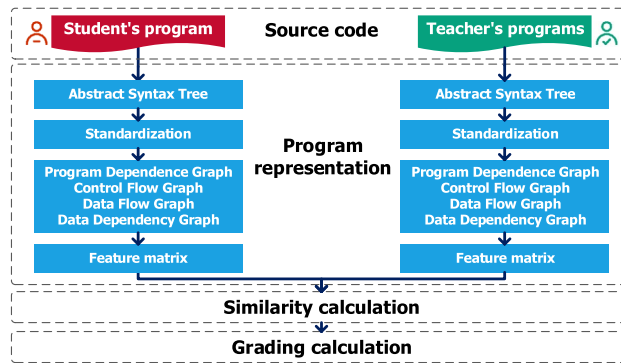 Student's program
Source code
Teacher's programs
Abstract Syntax Tree
Standardization
Program Dependence Graph
Control Flow Graph
Data Flow Graph
Data Dependency Graph
Feature matrix
Program
representation
Abstract Syntax Tree
Standardization
Program Dependence Graph
Control Flow Graph
Data Flow Graph
Data Dependency Graph
Feature matrix
Similarity calculation
Grading calculation